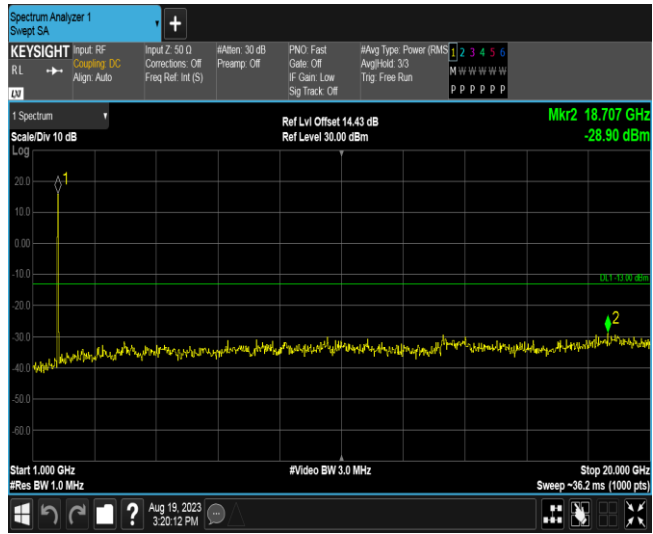 Spectrum Analyzer 1
Swept SA
+
KEYSIGHT
RL
LXI
Input: RF
Coupling: DC
Align: Auto
Input Z: 50 Ω
Corrections: Off
Freq Ref: Int (S)
#Atten: 30 dB
Preamp: Off
PNO: Fast
Gate: Off
IF Gain: Low
Sig Track: Off
#Avg Type: Power (RMS
Avg|Hold: 3/3
Trig: Free Run
1 2 3 4 5 6
M W W W W W
P P P P P P
1 Spectrum
Scale/Div 10 dB
Ref Lvl Offset 14.43 dB
Ref Level 30.00 dBm
Mkr2 18.707 GHz
-28.90 dBm
Log
20.0
10.0
0.00
-10.0
-20.0
-30.0
-40.0
-50.0
-60.0
1
DL1 -13.00 dBm
2
Start 1.000 GHz
#Res BW 1.0 MHz
#Video BW 3.0 MHz
Stop 20.000 GHz
Sweep ~36.2 ms (1000 pts)
?
Aug 19, 2023
3:20:12 PM